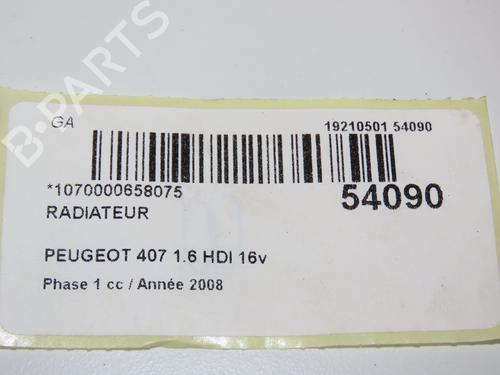 B-PARTS
GA
19210501 54090
*1070000658075
54090
RADIATEUR
PEUGEOT 407 1.6 HDI 16v
Phase 1 cc / Année 2008